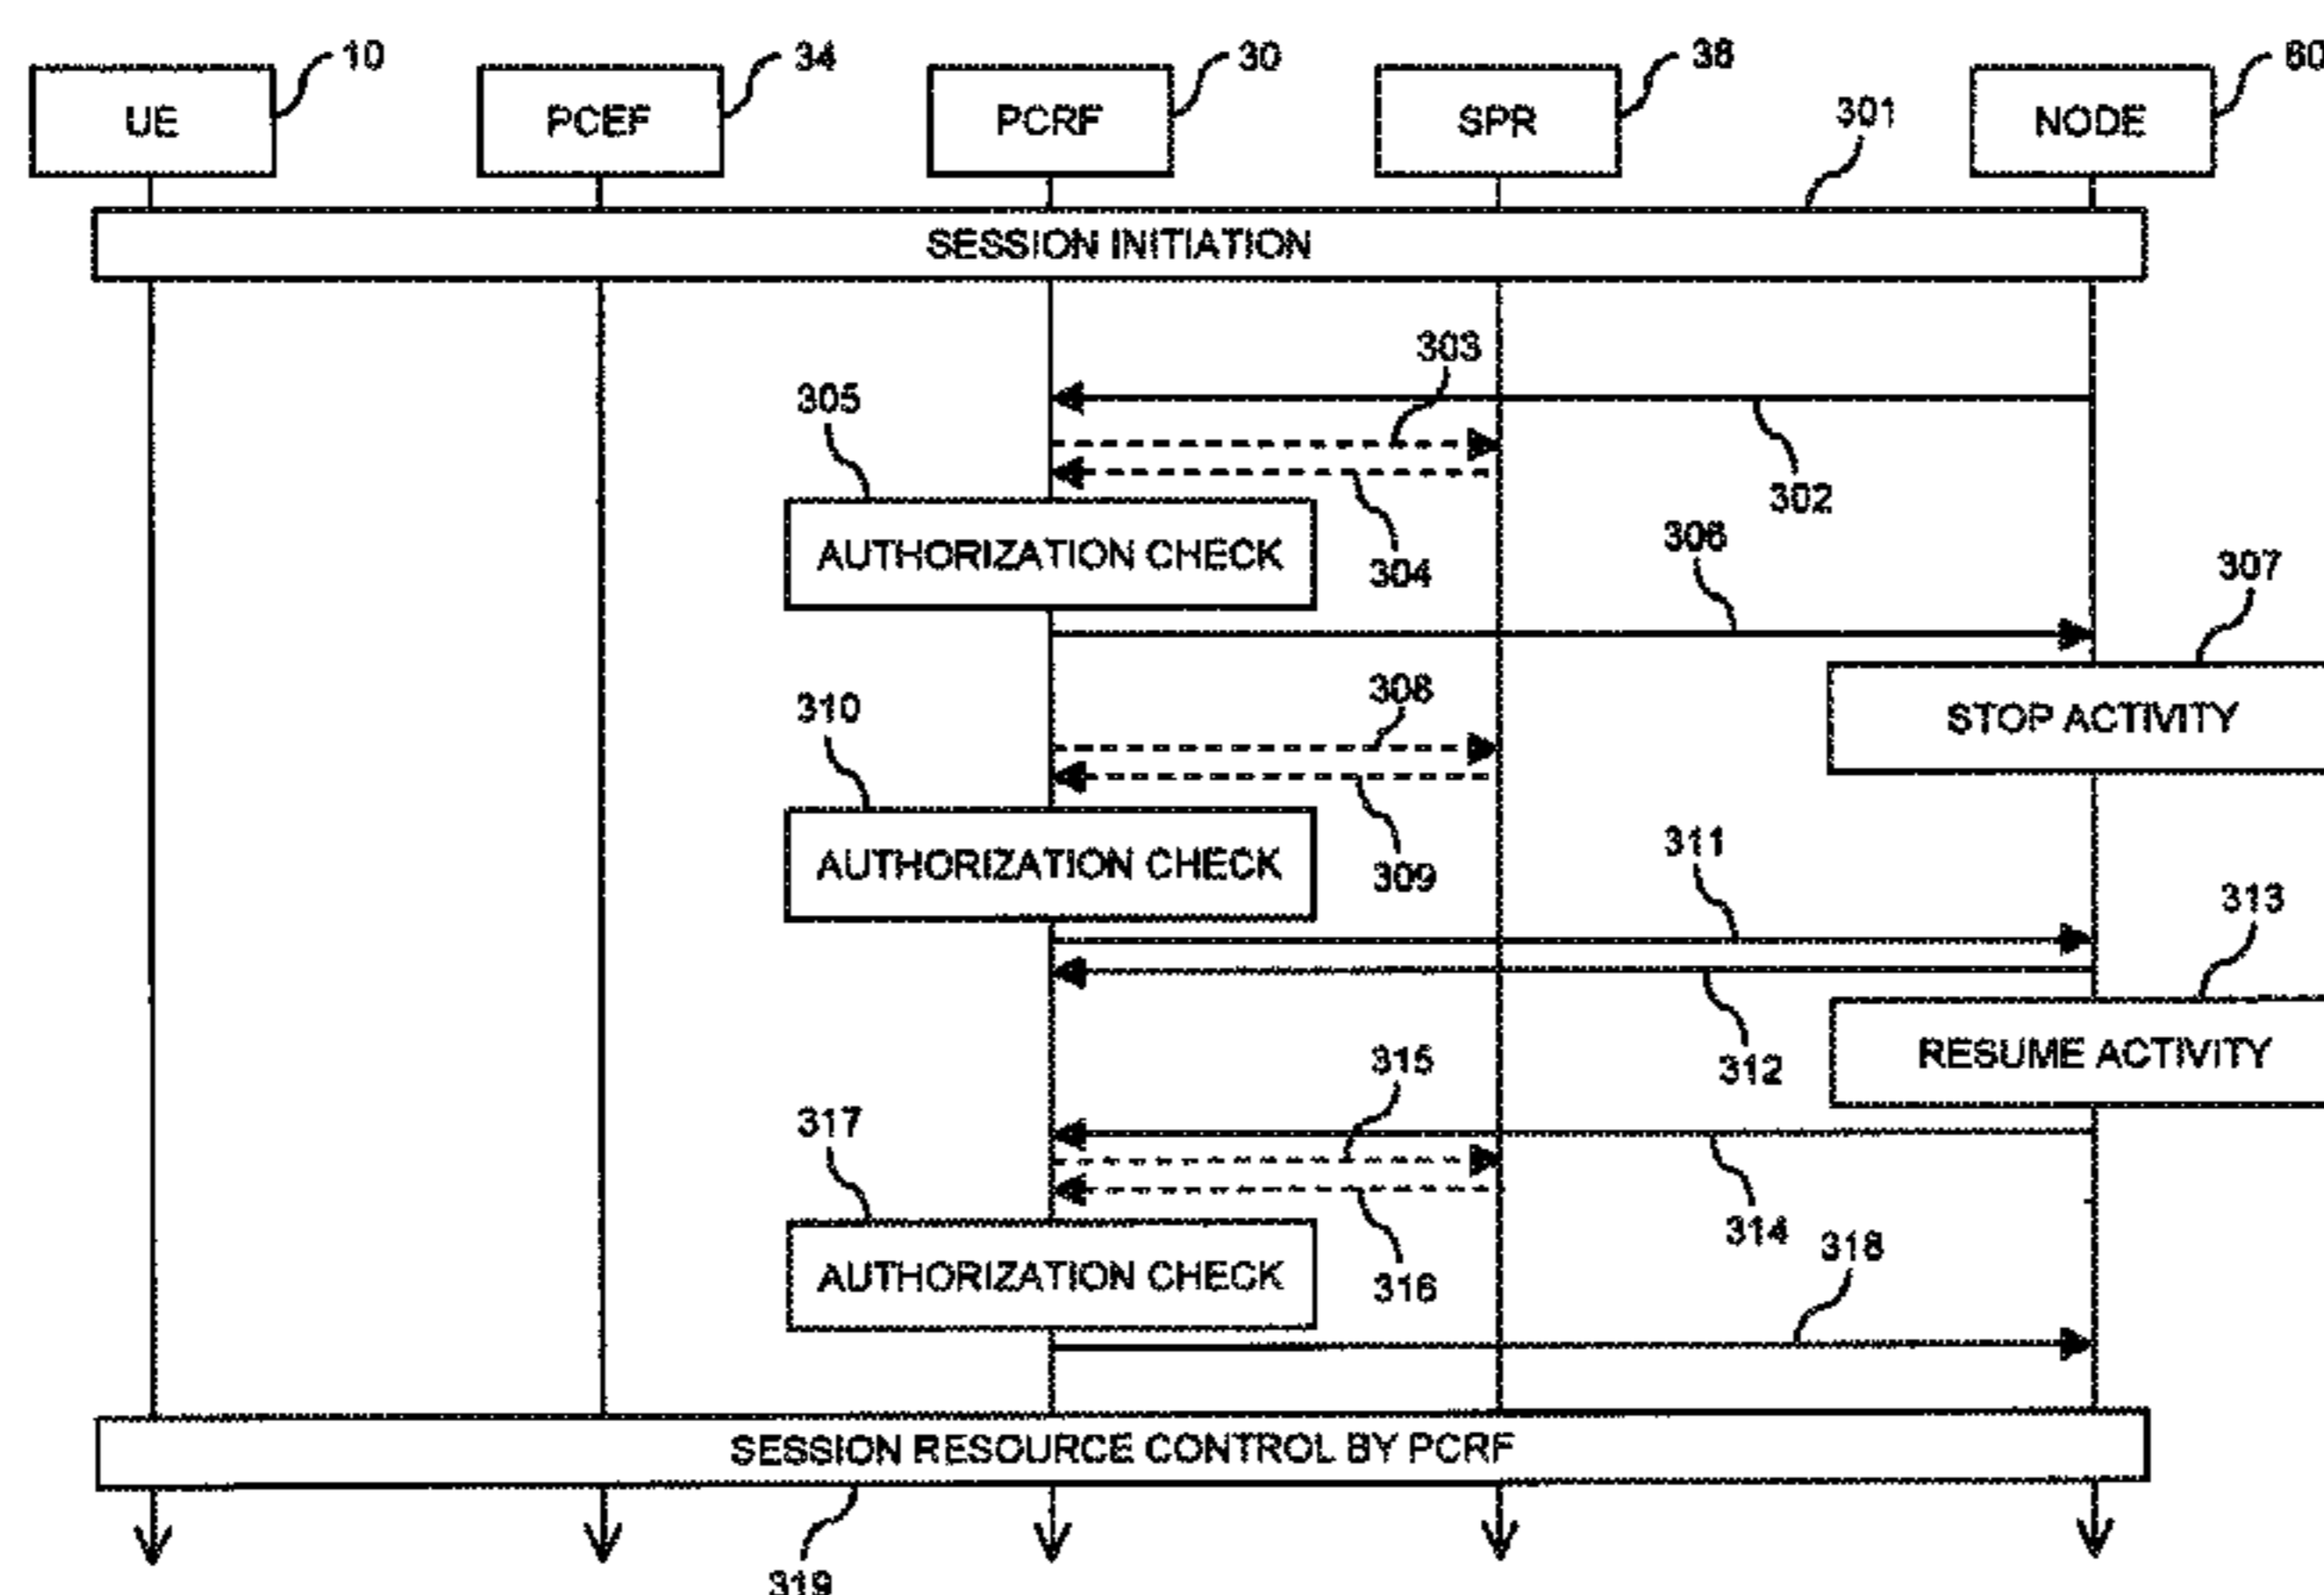 10
34
30
38
60
UE
PCEF
PCRF
SPR
NODE
301
SESSION INITIATION
303
305
302
306
AUTHORIZATION CHECK
304
307
308
310
STOP ACTIVITY
311
AUTHORIZATION CHECK
309
313
315
312
RESUME ACTIVITY
317
314
318
AUTHORIZATION CHECK
316
SESSION RESOURCE CONTROL BY PCRF
319